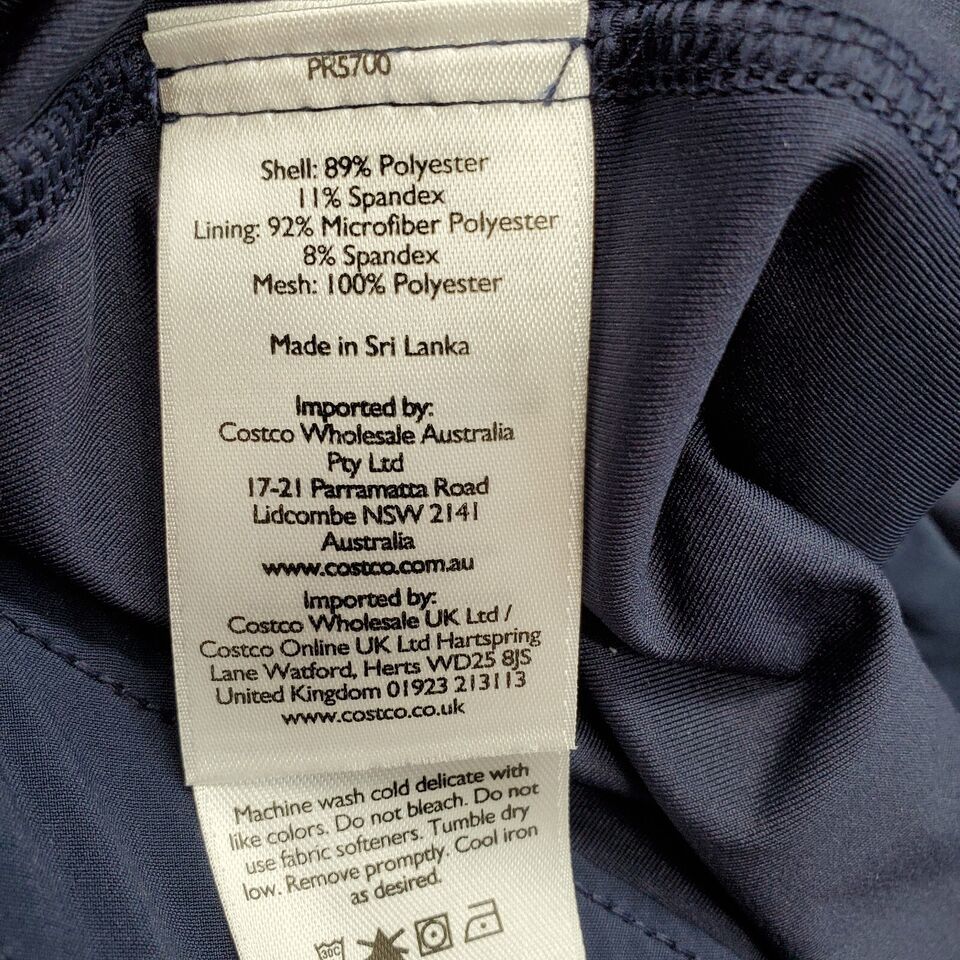 PR5700
Shell: 89% Polyester
11% Spandex
Lining: 92% Microfiber Polyester
8% Spandex
Mesh: 100% Polyester
Made in Sri Lanka
Imported by:
Costco Wholesale Australia
Pty Ltd
17-21 Parramatta Road
Lidcombe NSW 2141
Australia
www.costco.com.au
Imported by:
Costco Wholesale UK Ltd /
Costco Online UK Ltd Hartspring
Lane Watford, Herts WD25 8JS
United Kingdom 01923 213113
www.costco.co.uk
Machine wash cold delicate with
like colors. Do not bleach. Do not
use fabric softeners. Tumble dry
low. Remove promptly. Cool iron
as desired.
30C